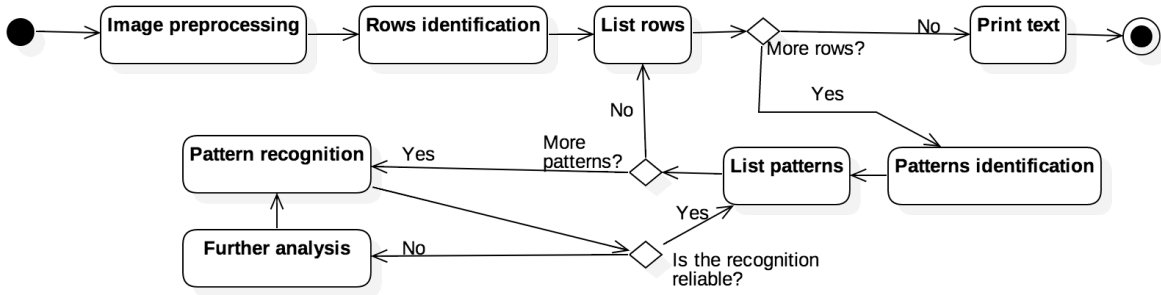 Image preprocessing
Rows identification
List rows
No
Print text
More rows?
Yes
No
More
patterns?
Yes
Pattern recognition
List patterns
Patterns identification
Yes
Further analysis
No
Is the recognition
reliable?